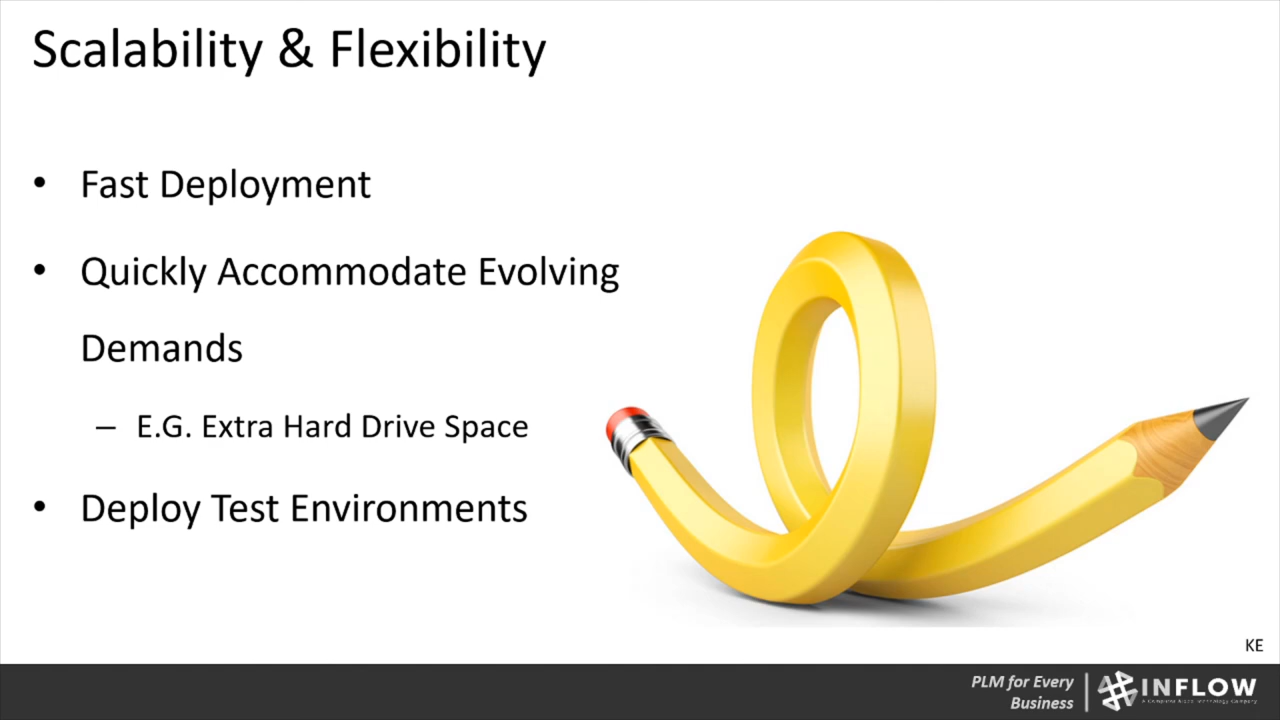 Scalability & Flexibility
• Fast Deployment
• Quickly Accommodate Evolving
Demands
– E.G. Extra Hard Drive Space
• Deploy Test Environments
KE
PLM for Every
Business
INFLOW